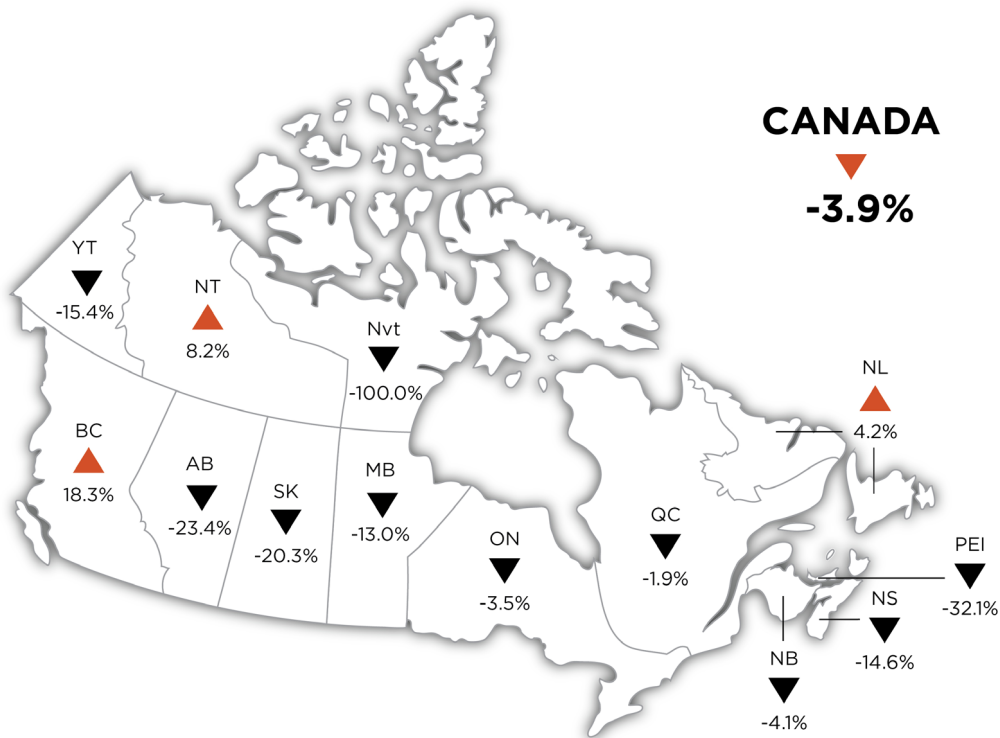 CANADA
-3.9%
YT
-15.4%
NT
8.2%
Nvt
-100.0%
NL
4.2%
BC
18.3%
AB
-23.4%
SK
-20.3%
MB
-13.0%
ON
-3.5%
QC
-1.9%
PEI
-32.1%
NS
-14.6%
NB
-4.1%